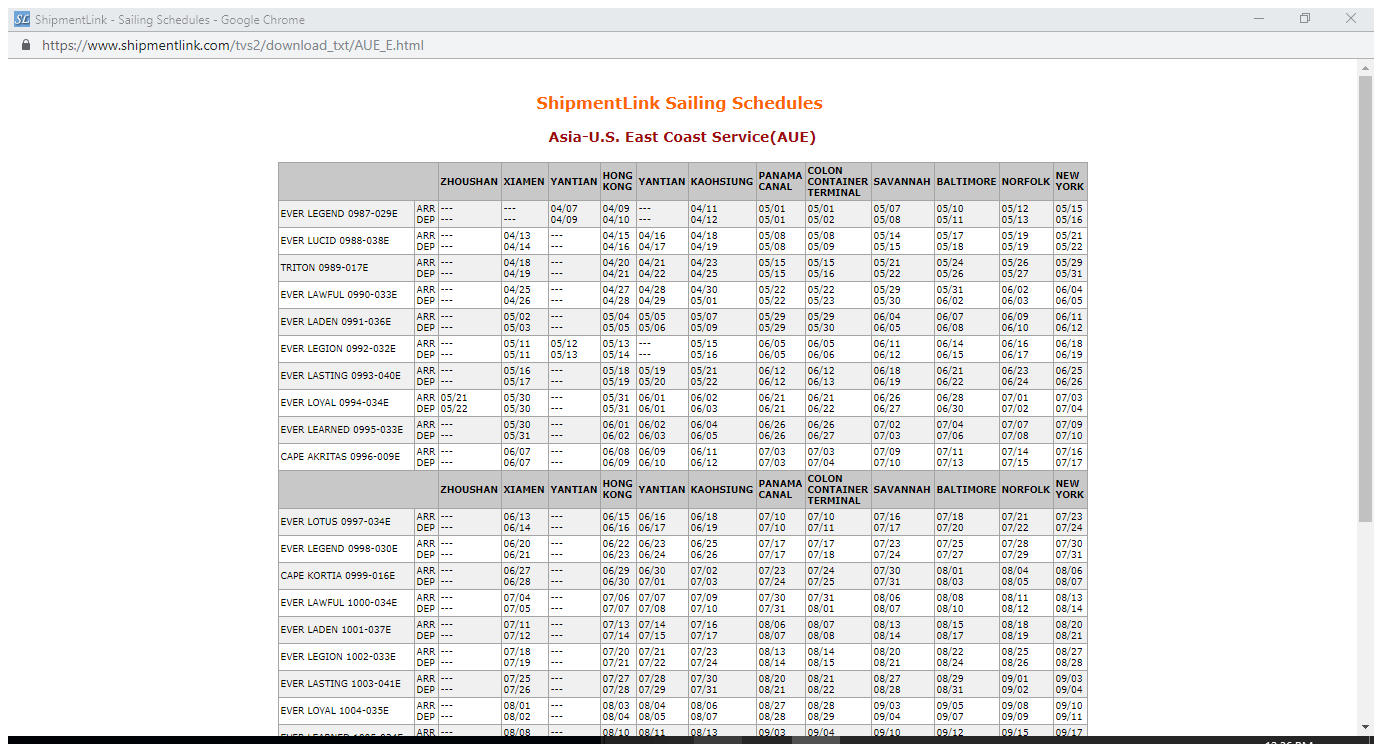 ShipmentLink - Sailing Schedules - Google Chrome
https://www.shipmentlink.com/tvs2/download_txt/AUE_E.html
ShipmentLink Sailing Schedules
Asia-U.S. East Coast Service(AUE)
ZHOUSHAN XIAMEN YANTIAN HONG KONG YANTIAN KAOHSIUNG PANAMA CANAL COLON CONTAINER TERMINAL SAVANNAH BALTIMORE NORFOLK NEW YORK
EVER LEGEND 0987-029E
ARR --- --- 04/07 04/09 --- 04/11 05/01 05/01 05/07 05/10 05/12 05/15
DEP --- --- 04/09 04/10 --- 04/12 05/01 05/02 05/08 05/11 05/13 05/16
EVER LUCID 0988-038E
ARR --- 04/13 --- 04/15 04/16 04/18 05/08 05/08 05/14 05/17 05/19 05/21
DEP --- 04/14 --- 04/16 04/17 04/19 05/08 05/09 05/15 05/18 05/19 05/22
TRITON 0989-017E
ARR --- 04/18 --- 04/20 04/21 04/23 05/15 05/15 05/21 05/24 05/26 05/29
DEP --- 04/19 --- 04/21 04/22 04/25 05/15 05/16 05/22 05/26 05/27 05/31
EVER LAWFUL 0990-033E
ARR --- 04/25 --- 04/27 04/28 04/30 05/22 05/22 05/29 05/31 06/02 06/04
DEP --- 04/26 --- 04/28 04/29 05/01 05/22 05/23 05/30 06/02 06/03 06/05
EVER LADEN 0991-036E
ARR --- 05/02 --- 05/04 05/05 05/07 05/29 05/29 06/04 06/07 06/09 06/11
DEP --- 05/03 --- 05/05 05/06 05/09 05/29 05/30 06/05 06/08 06/10 06/12
EVER LEGION 0992-032E
ARR --- 05/11 05/12 05/13 --- 05/15 06/05 06/05 06/11 06/14 06/16 06/18
DEP --- 05/11 05/13 05/14 --- 05/16 06/05 06/06 06/12 06/15 06/17 06/19
EVER LASTING 0993-040E
ARR --- 05/16 --- 05/18 05/19 05/21 06/12 06/12 06/18 06/21 06/23 06/25
DEP --- 05/17 --- 05/19 05/20 05/22 06/12 06/13 06/19 06/22 06/24 06/26
EVER LOYAL 0994-034E
ARR 05/21 05/30 --- 05/31 06/01 06/02 06/21 06/21 06/26 06/28 07/01 07/03
DEP 05/22 05/30 --- 05/31 06/01 06/03 06/21 06/22 06/27 06/30 07/02 07/04
EVER LEARNED 0995-033E
ARR --- 05/30 --- 06/01 06/02 06/04 06/26 06/26 07/02 07/04 07/07 07/09
DEP --- 05/31 --- 06/02 06/03 06/05 06/26 06/27 07/03 07/06 07/08 07/10
CAPE AKRITAS 0996-009E
ARR --- 06/07 --- 06/08 06/09 06/11 07/03 07/03 07/09 07/11 07/14 07/16
DEP --- 06/07 --- 06/09 06/10 06/12 07/03 07/04 07/10 07/13 07/15 07/17
ZHOUSHAN XIAMEN YANTIAN HONG KONG YANTIAN KAOHSIUNG PANAMA CANAL COLON CONTAINER TERMINAL SAVANNAH BALTIMORE NORFOLK NEW YORK
EVER LOTUS 0997-034E
ARR --- 06/13 --- 06/15 06/16 06/18 07/10 07/10 07/16 07/18 07/21 07/23
DEP --- 06/14 --- 06/16 06/17 06/19 07/10 07/11 07/17 07/20 07/22 07/24
EVER LEGEND 0998-030E
ARR --- 06/20 --- 06/22 06/23 06/25 07/17 07/17 07/23 07/25 07/28 07/30
DEP --- 06/21 --- 06/23 06/24 06/26 07/17 07/18 07/24 07/27 07/29 07/31
CAPE KORTIA 0999-016E
ARR --- 06/27 --- 06/29 06/30 07/02 07/23 07/24 07/30 08/01 08/04 08/06
DEP --- 06/28 --- 06/30 07/01 07/03 07/24 07/25 07/31 08/03 08/05 08/07
EVER LAWFUL 1000-034E
ARR --- 07/04 --- 07/06 07/07 07/09 07/30 07/31 08/06 08/08 08/11 08/13
DEP --- 07/05 --- 07/07 07/08 07/10 07/31 08/01 08/07 08/10 08/12 08/14
EVER LADEN 1001-037E
ARR --- 07/11 --- 07/13 07/14 07/16 08/06 08/07 08/13 08/15 08/18 08/20
DEP --- 07/12 --- 07/14 07/15 07/17 08/07 08/08 08/14 08/17 08/19 08/21
EVER LEGION 1002-033E
ARR --- 07/18 --- 07/20 07/21 07/23 08/13 08/14 08/20 08/22 08/25 08/27
DEP --- 07/19 --- 07/21 07/22 07/24 08/14 08/15 08/21 08/24 08/26 08/28
EVER LASTING 1003-041E
ARR --- 07/25 --- 07/27 07/28 07/30 08/20 08/21 08/27 08/29 09/01 09/03
DEP --- 07/26 --- 07/28 07/29 07/31 08/21 08/22 08/28 08/31 09/02 09/04
EVER LOYAL 1004-035E
ARR --- 08/01 --- 08/03 08/04 08/06 08/27 08/28 09/03 09/05 09/08 09/10
DEP --- 08/02 --- 08/04 08/05 08/07 08/28 08/29 09/04 09/07 09/09 09/11
ARR --- 08/08 --- 08/10 08/11 08/13 09/03 09/04 09/10 09/12 09/15 09/17